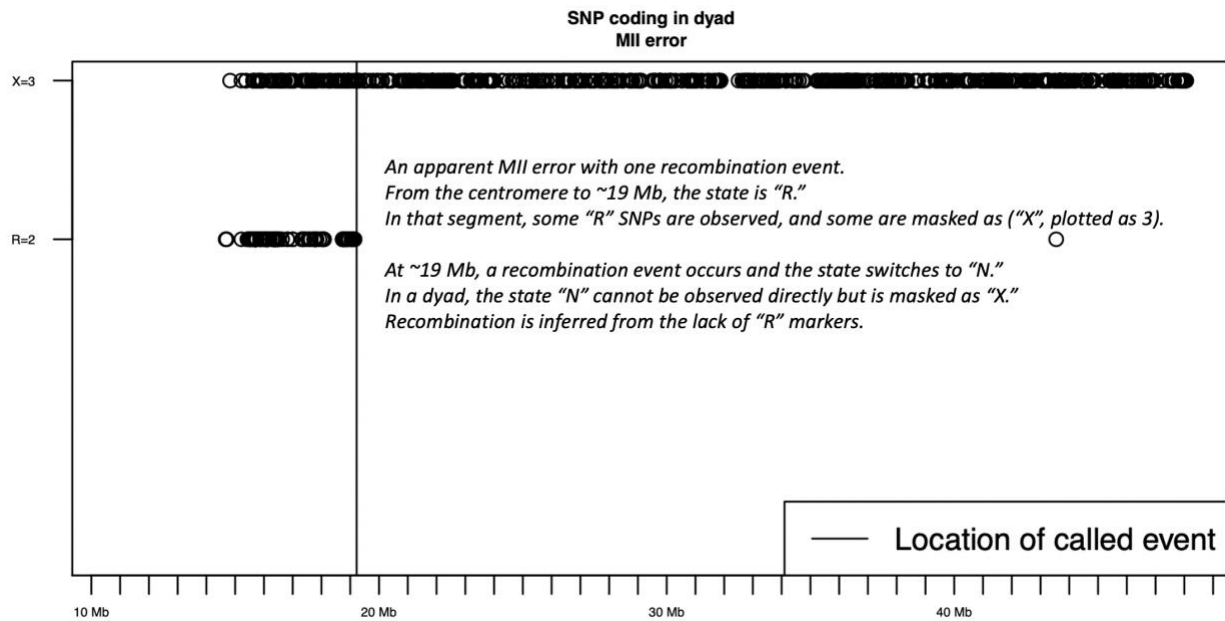 SNP coding in dyad
MII error
X=3
An apparent MII error with one recombination event.
From the centromere to ~19 Mb, the state is “R.”
In that segment, some “R” SNPs are observed, and some are masked as (“X”, plotted as 3).
R=2
At ~19 Mb, a recombination event occurs and the state switches to “N.”
In a dyad, the state “N” cannot be observed directly but is masked as “X.”
Recombination is inferred from the lack of “R” markers.
Location of called event
10 Mb 20 Mb 30 Mb 40 Mb